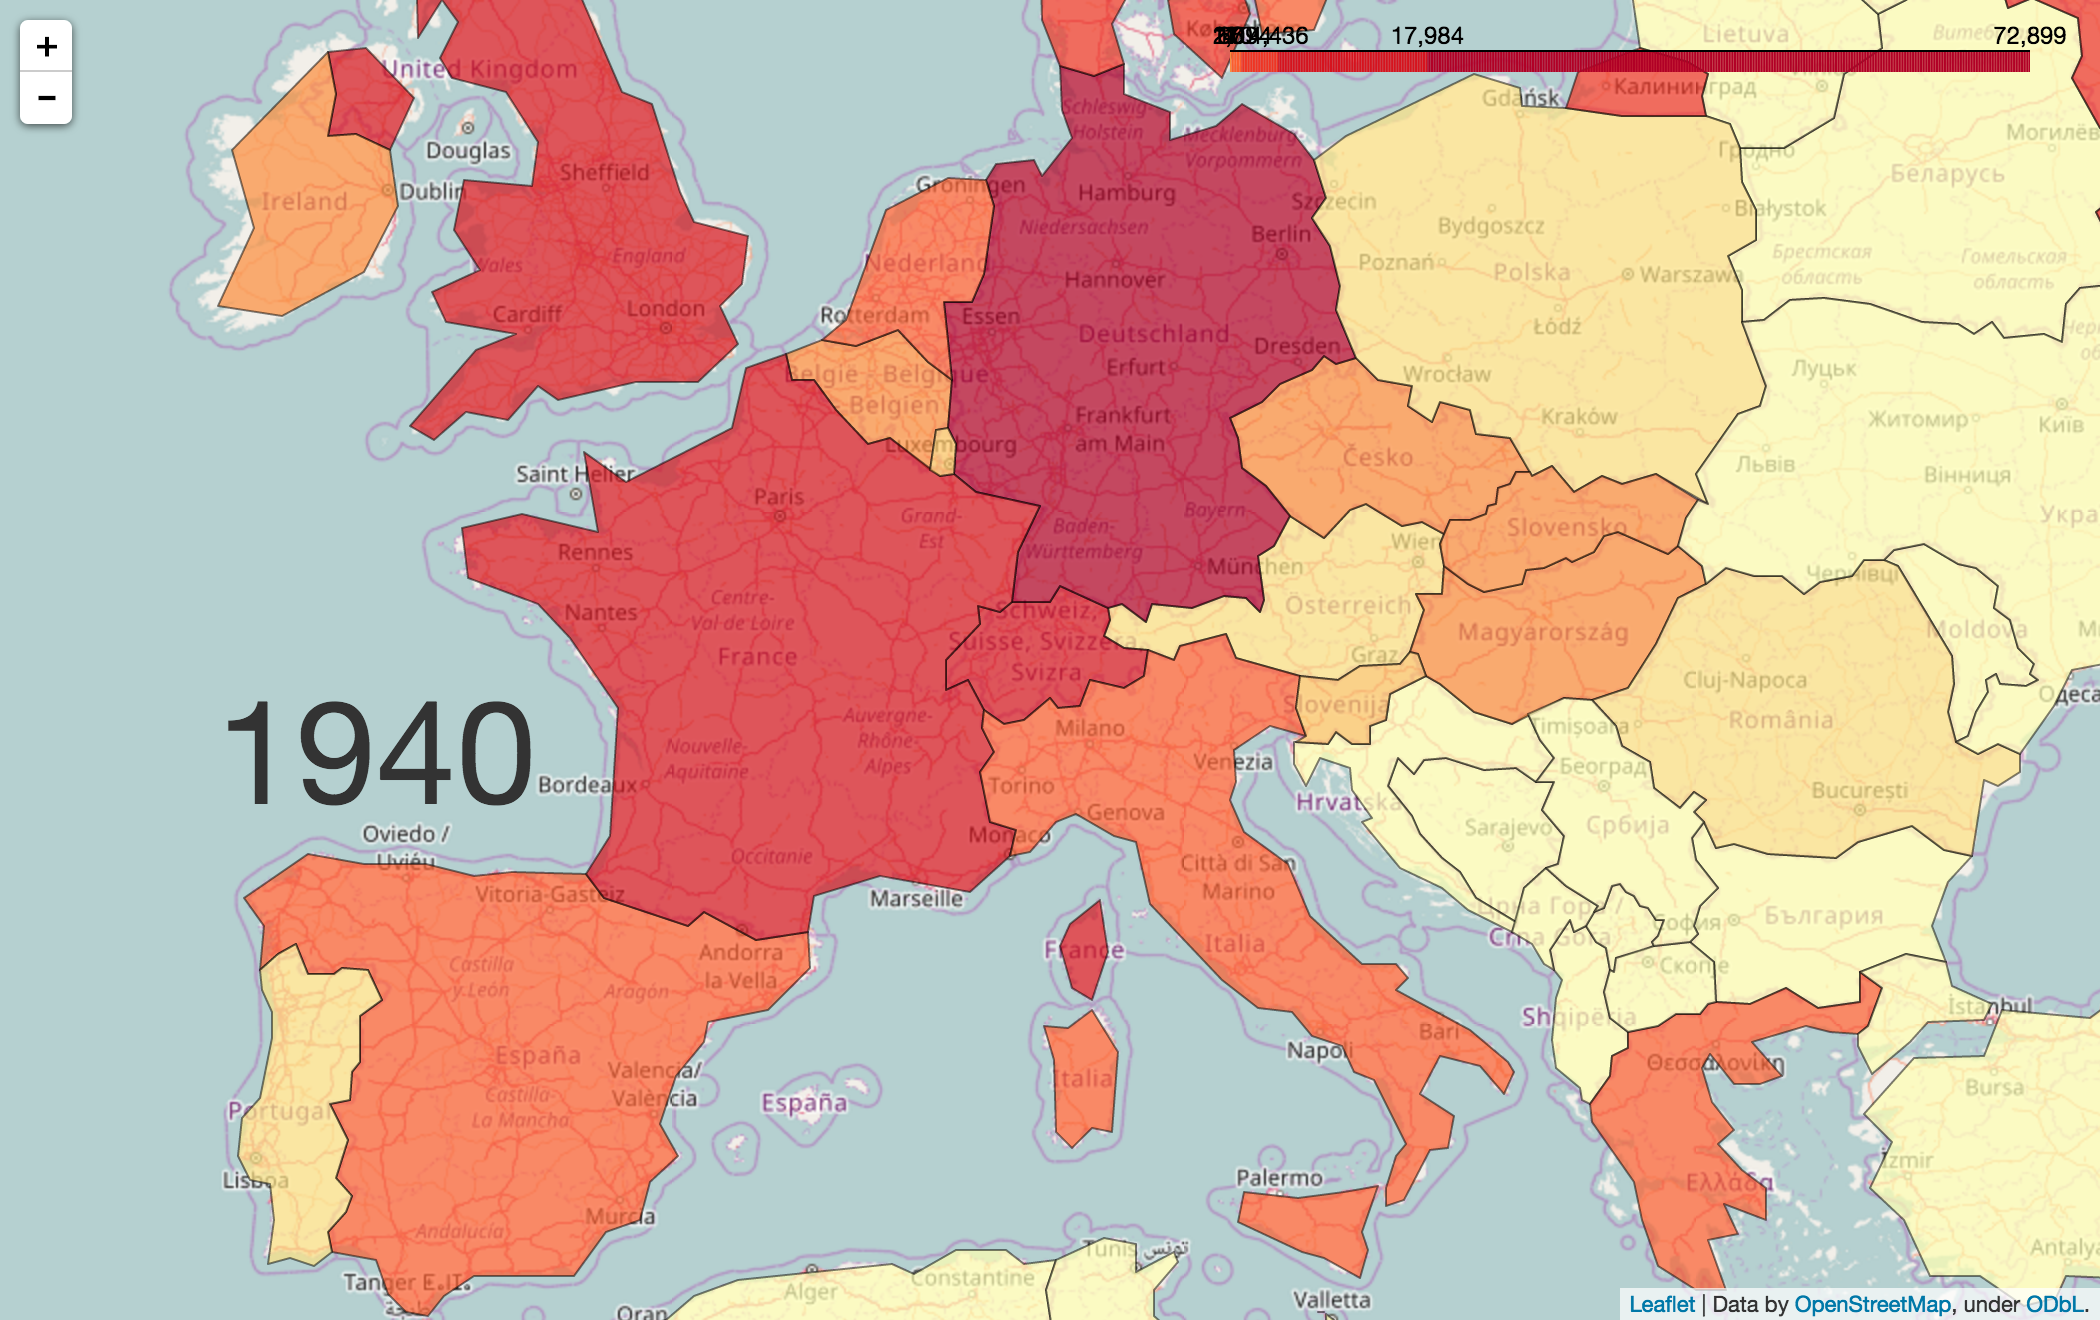 +
−
17,984
72,899
København
Lietuva
United Kingdom
Schleswig-
Holstein
Mecklenburg-
Vorpommern
Gdańsk
Калининград
Могилёв
Douglas
Dublin
Ireland
Sheffield
Groningen
Hamburg
Szczecin
Гродно
Беларусь
Białystok
Bydgoszcz
Niedersachsen
Berlin
Wales
England
Nederland
Hannover
Poznań
Polska
Warszawa
Брестская
область
Гомельская
область
Cardiff
London
Rotterdam
Essen
Deutschland
Dresden
Łódź
België - Belgique
Belgien
Erfurt
Wrocław
Луцьк
Frankfurt
am Main
Kraków
Житомир
Київ
Luxembourg
Česko
Львів
Вінниця
Saint Helier
Paris
Grand-
Est
Baden-
Württemberg
Bayern
Slovensko
Укра
Rennes
München
Wien
Чернівці
Nantes
Centre-
Val de Loire
Schweiz,
Suisse, Svizzera,
Svizra
Österreich
Magyarország
Moldova
France
Graz
Cluj-Napoca
Одеса
1940
Slovenija
Milano
Timișoara
România
Nouvelle-
Aquitaine
Auvergne-
Rhône-
Alpes
Bordeaux
Torino
Venezia
Београд
București
Hrvatska
Genova
Sarajevo
Србија
Oviedo /
Uviéu
Monaco
Occitanie
Città di San
Marino
Vitoria-Gasteiz
Marseille
Црна Гора /
Crna Gora
София
България
Andorra
la Vella
France
Italia
Скопје
Castilla
y León
Aragón
İstanbul
Shqipëria
España
Napoli
Bari
Θεσσαλονίκη
Valencia/
València
Castilla-
La Mancha
Portugal
España
Italia
Bursa
Lisboa
Palermo
Ελλάδα
İzmir
Murcia
Andalucía
Antalya
Tunis تونس
Constantine
Alger
Oran
Valletta
Leaflet | Data by OpenStreetMap, under ODbL.